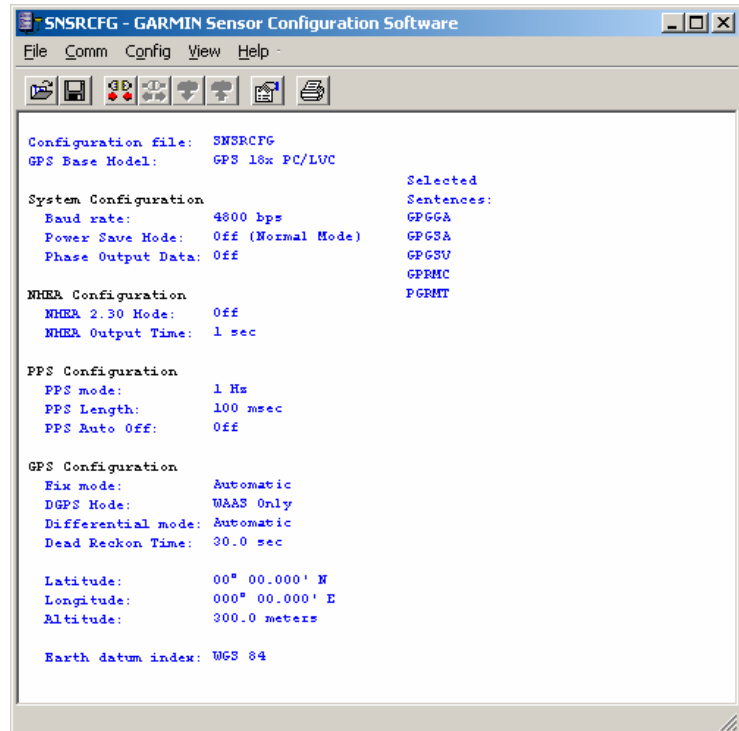 SNSRCFG - GARMIN Sensor Configuration Software
File Comm Config View Help
Configuration file: SNSRCFG
GPS Base Model: GPS 18x PC/LVC
Selected
System Configuration Sentences:
Baud rate: 4800 bps GPGGA
Power Save Mode: Off (Normal Mode) GPGSA
Phase Output Data: Off GPGSV
GPRMC
NMEA Configuration PGRMT
NMEA 2.30 Mode: Off
NMEA Output Time: 1 sec
PPS Configuration
PPS mode: 1 Hz
PPS Length: 100 msec
PPS Auto Off: Off
GPS Configuration
Fix mode: Automatic
DGPS Mode: WAAS Only
Differential mode: Automatic
Dead Reckon Time: 30.0 sec
Latitude: 00° 00.000' N
Longitude: 000° 00.000' E
Altitude: 300.0 meters
Earth datum index: WGS 84